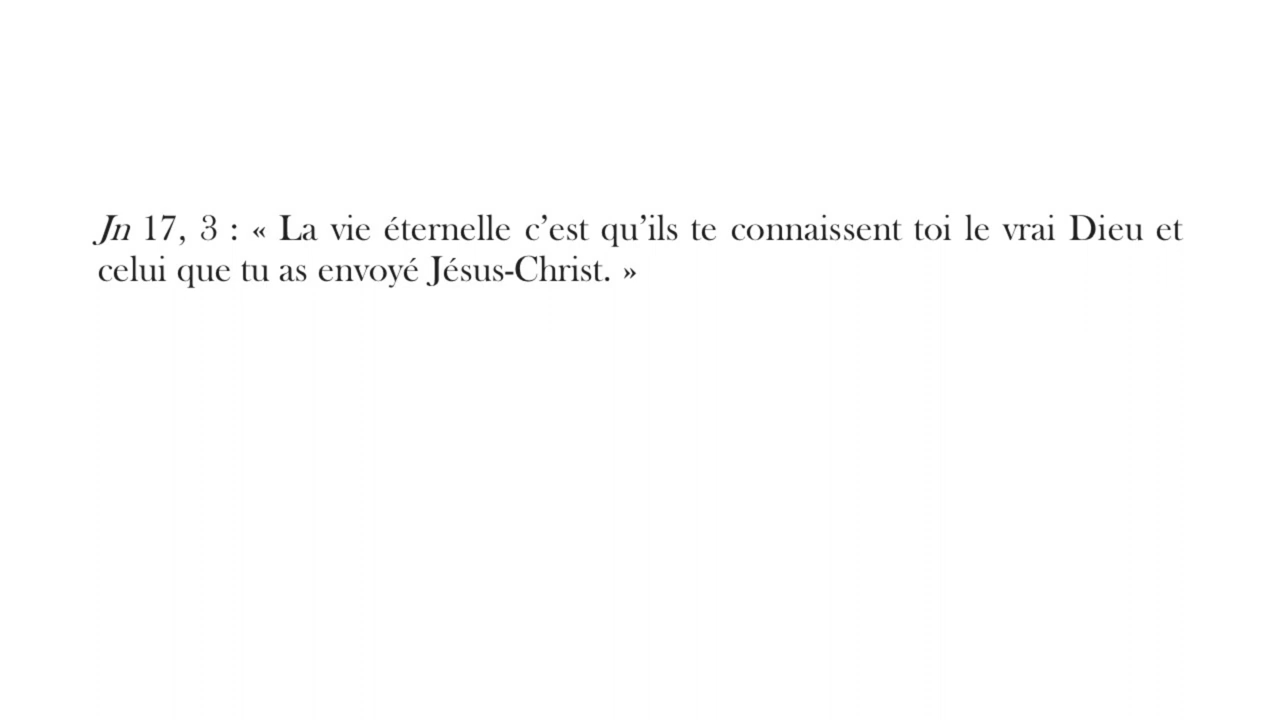 Jn 17, 3 : « La vie éternelle c’est qu’ils te connaissent toi le vrai Dieu et
celui que tu as envoyé Jésus-Christ. »